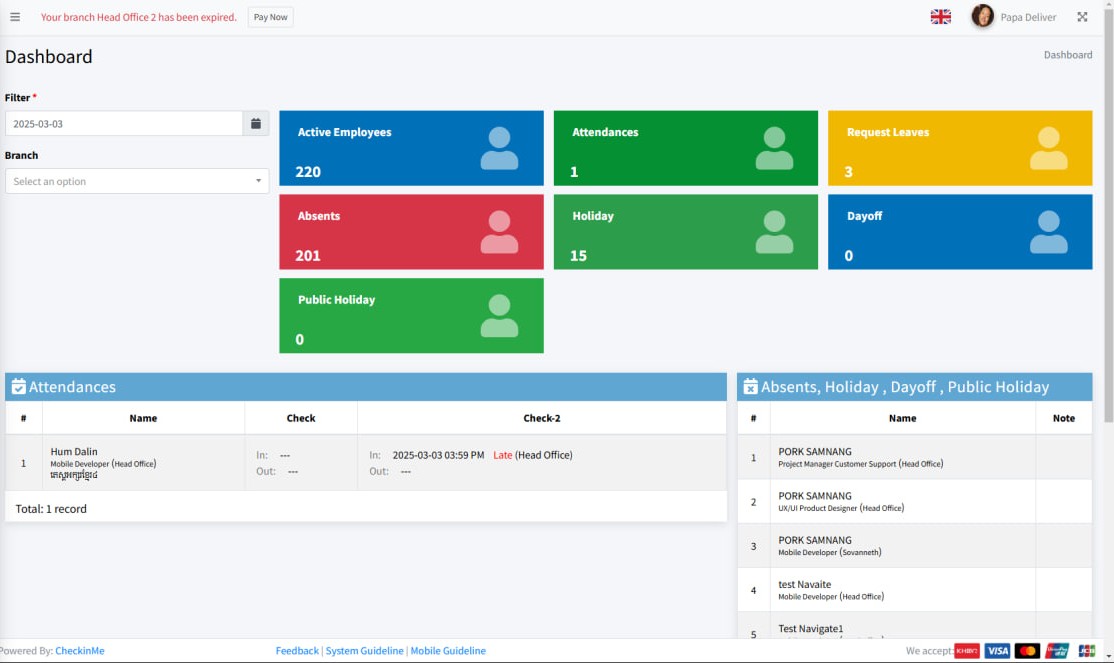 Your branch Head Office 2 has been expired. Pay Now
Papa Deliver
Dashboard
Dashboard
Filter *
2025-03-03
Branch
Select an option
Active Employees
220
Attendances
1
Request Leaves
3
Absents
201
Holiday
15
Dayoff
0
Public Holiday
0
Attendances
# Name Check Check-2
1
Hum Dalin
Mobile Developer (Head Office)
In: ---
Out: ---
In: 2025-03-03 03:59 PM Late (Head Office)
Out: ---
Total: 1 record
Absents, Holiday , Dayoff , Public Holiday
# Name Note
1
PORK SAMNANG
Project Manager Customer Support (Head Office)
2
PORK SAMNANG
UX/UI Product Designer (Head Office)
3
PORK SAMNANG
Mobile Developer (Sovanneth)
4
test Navaite
Mobile Developer (Head Office)
5
Test Navigate1
Powered By: CheckinMe
Feedback | System Guideline | Mobile Guideline
We accept: KHQR VISA UnionPay JCB